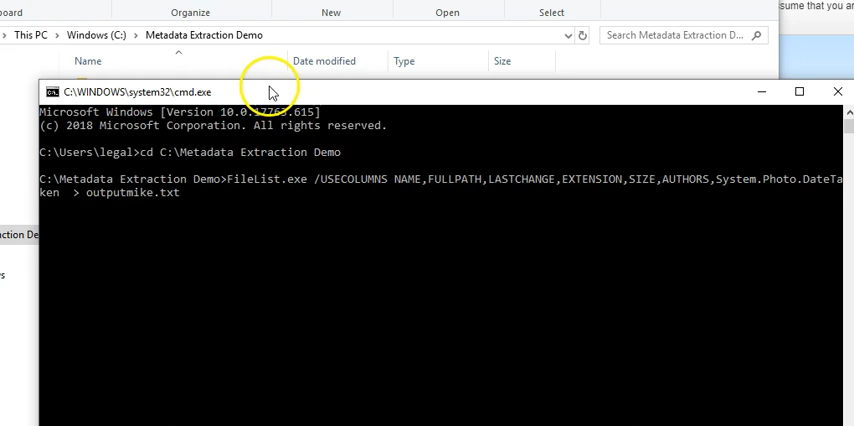 board Organize New Open Select
sume that you ar
This PC > Windows (C:) > Metadata Extraction Demo Search Metadata Extraction D...
Name Date modified Type Size
C:\WINDOWS\system32\cmd.exe
Microsoft Windows [Version 10.0.17763.615]
(c) 2018 Microsoft Corporation. All rights reserved.
C:\Users\legal>cd C:\Metadata Extraction Demo
C:\Metadata Extraction Demo>FileList.exe /USECOLUMNS NAME,FULLPATH,LASTCHANGE,EXTENSION,SIZE,AUTHORS,System.Photo.DateTa
ken  > outputmike.txt
action De